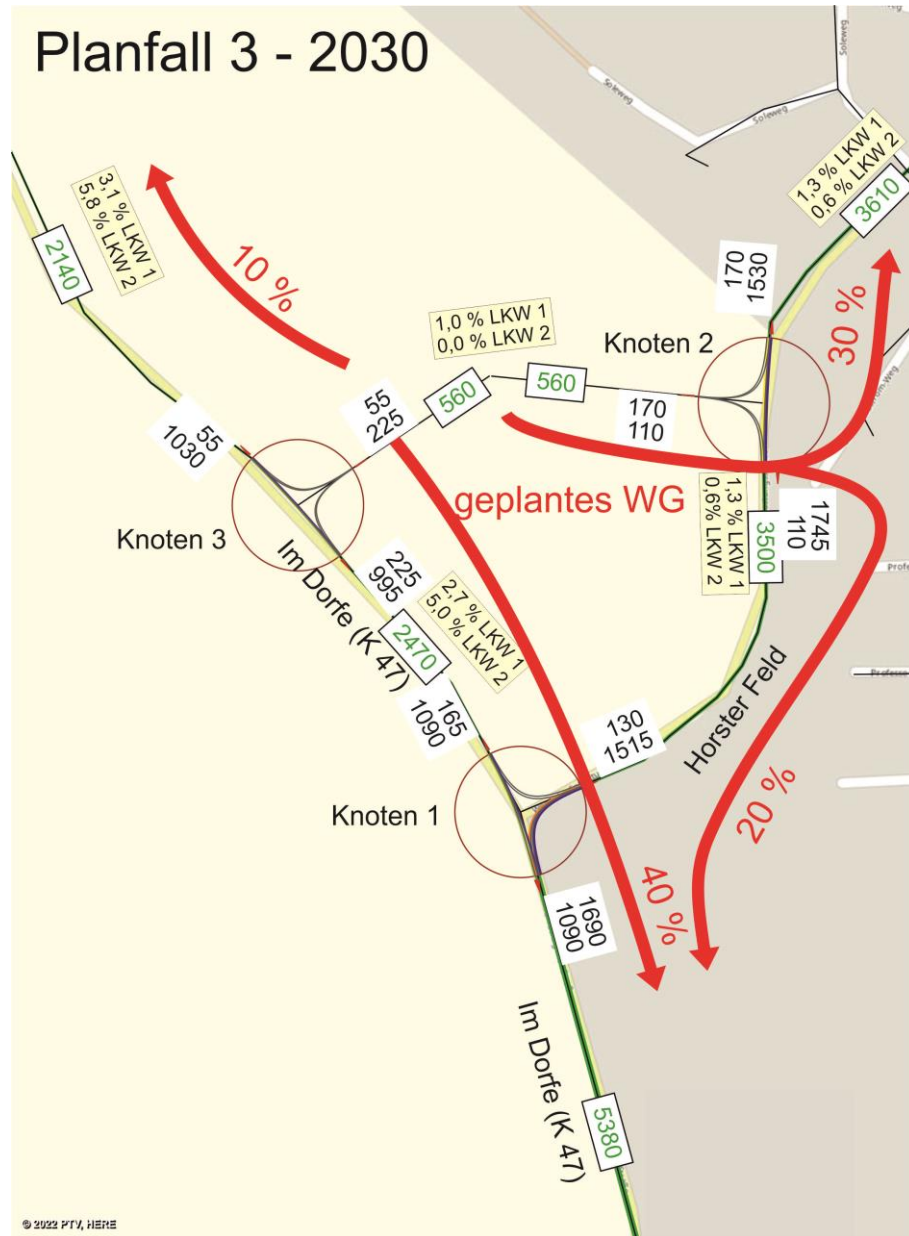 Planfall 3 - 2030
Soleweg
Soleweg
Soleweg
1,3 % LKW 1
0,6 % LKW 2
3610
3,1 % LKW 1
5,8 % LKW 2
2140
10 %
170
1530
30 %
1,0 % LKW 1
0,0 % LKW 2
Knoten 2
560
560
55
225
170
110
55
1030
geplantes WG
1,3 % LKW 1
0,6% LKW 2
3500
1745
110
Knoten 3
225
995
Im Dorfe (K 47)
2,7 % LKW 1
5,0 % LKW 2
2470
165
1090
130
1515
Horster Feld
20 %
Knoten 1
40 %
1690
1090
Im Dorfe (K 47)
5380
© 2022 PTV, HERE